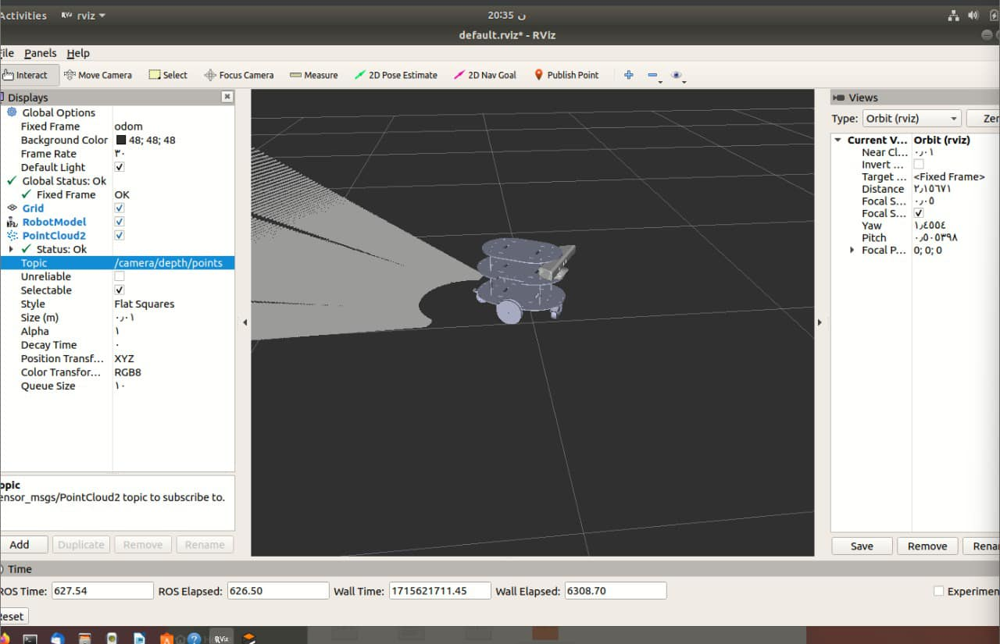 Activities RViz rviz
20:35 ن
default.rviz* - RViz
ile Panels Help
Interact Move Camera Select Focus Camera Measure 2D Pose Estimate 2D Nav Goal Publish Point
Displays
Global Options
Fixed Frame odom
Background Color 48; 48; 48
Frame Rate ٣٠
Default Light
Global Status: Ok
Fixed Frame OK
Grid
RobotModel
PointCloud2
Status: Ok
Topic /camera/depth/points
Unreliable
Selectable
Style Flat Squares
Size (m) ٠٫٠١
Alpha ١
Decay Time ٠
Position Transf... XYZ
Color Transfor... RGB8
Queue Size ١٠
opic
ensor_msgs/PointCloud2 topic to subscribe to.
Add Duplicate Remove Rename
Views
Type: Orbit (rviz) Zer
Current V... Orbit (rviz)
Near Cl... ٠٫٠١
Invert ...
Target ... <Fixed Frame>
Distance ٢٫١٥٦٧١
Focal S... ٠٫٠٥
Focal S...
Yaw ١٫٤٥٥٤
Pitch ٠٫٥٠٥٣٩٨
Focal P... 0; 0; 0
Save Remove Rena
Time
ROS Time: 627.54 ROS Elapsed: 626.50 Wall Time: 1715621711.45 Wall Elapsed: 6308.70 Experimen
eset
RViz